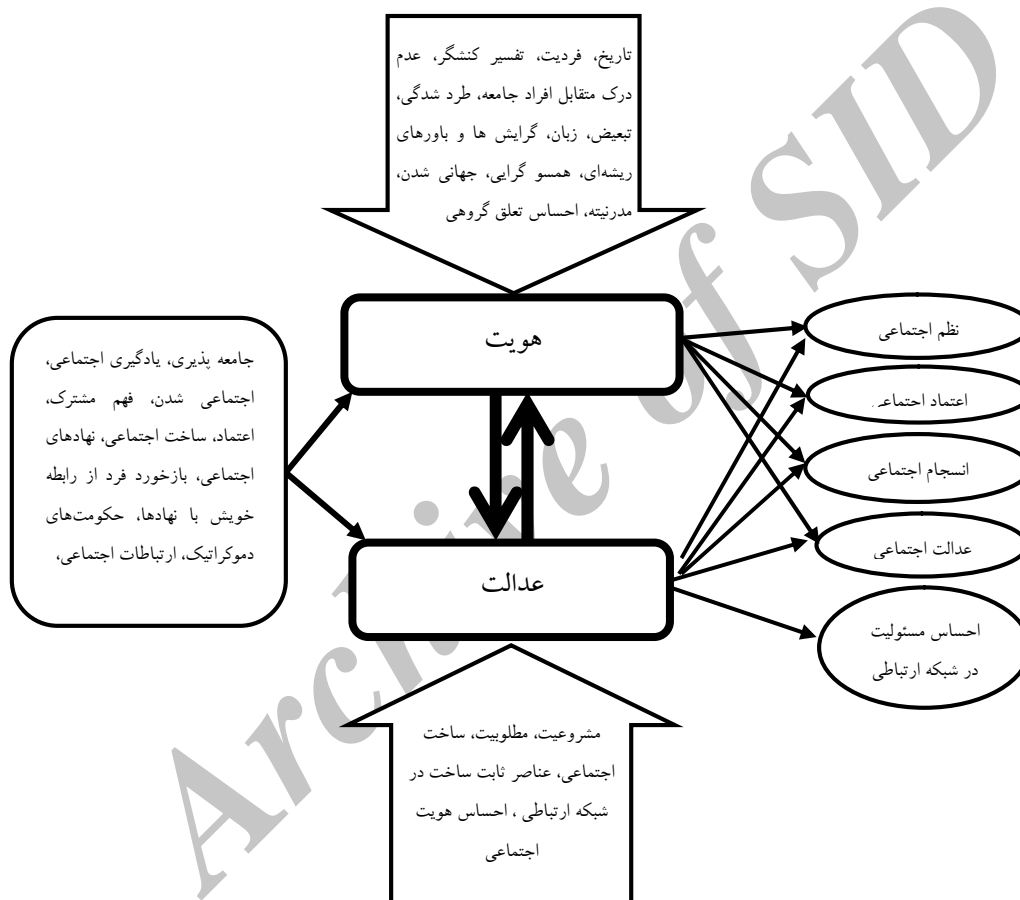 تاریخ، فردیت، تفسیر کنشگر، عدم
درک متقابل افراد جامعه، طرد شدگی،
تبعیض، زبان، گرایش ها و باورهای
ریشه‌ای، همسو گرایی، جهانی شدن،
مدرنیته، احساس تعلق گروهی
هویت
جامعه پذیری، یادگیری اجتماعی،
اجتماعی شدن، فهم مشترک،
اعتماد، ساخت اجتماعی، نهادهای
اجتماعی، بازخورد فرد از رابطه
خویش با نهادها، حکومت‌های
دموکراتیک، ارتباطات اجتماعی،
عدالت
نظم اجتماعی
اعتماد اجتماعی
انسجام اجتماعی
عدالت اجتماعی
احساس مسئولیت
در شبکه ارتباطی
مشروعیت، مطلوبیت، ساخت
اجتماعی، عناصر ثابت ساخت در
شبکه ارتباطی ، احساس هویت
اجتماعی
Archive of SID